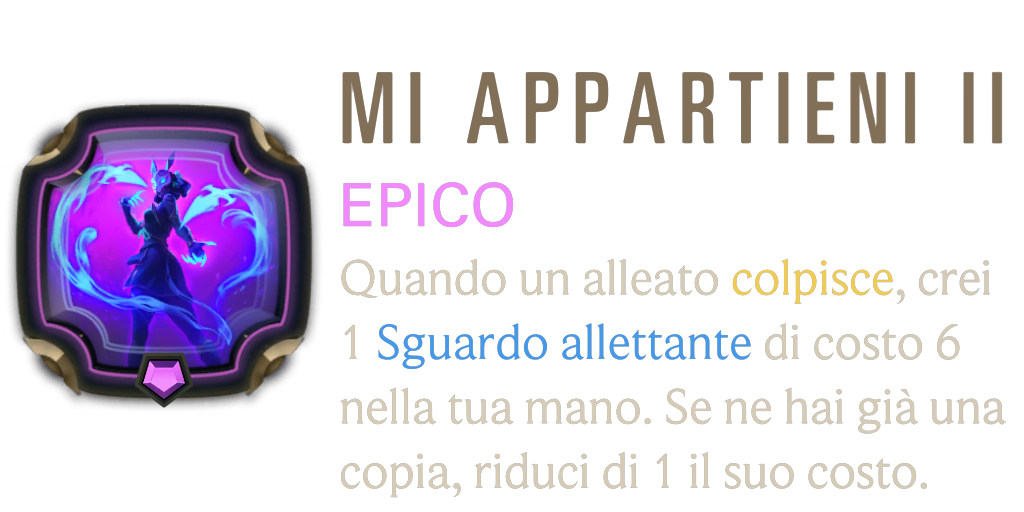 MI APPARTIENI II
EPICO
Quando un alleato colpisce, crei
1 Sguardo allettante di costo 6
nella tua mano. Se ne hai già una
copia, riduci di 1 il suo costo.